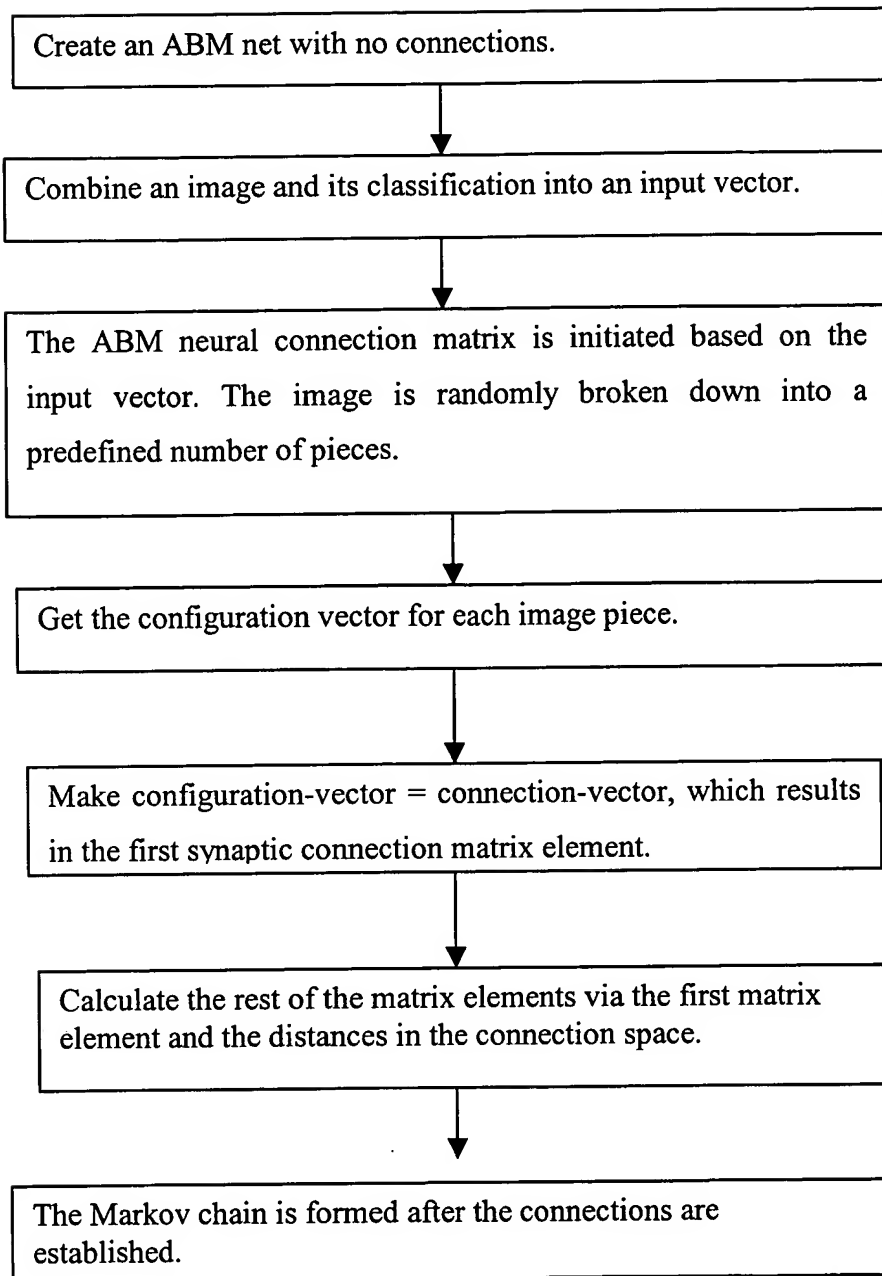 Create an ABM net with no connections.
Combine an image and its classification into an input vector.
The ABM neural connection matrix is initiated based on the
input vector. The image is randomly broken down into a
predefined number of pieces.
Get the configuration vector for each image piece.
Make configuration-vector = connection-vector, which results
in the first synaptic connection matrix element.
Calculate the rest of the matrix elements via the first matrix
element and the distances in the connection space.
The Markov chain is formed after the connections are
established.